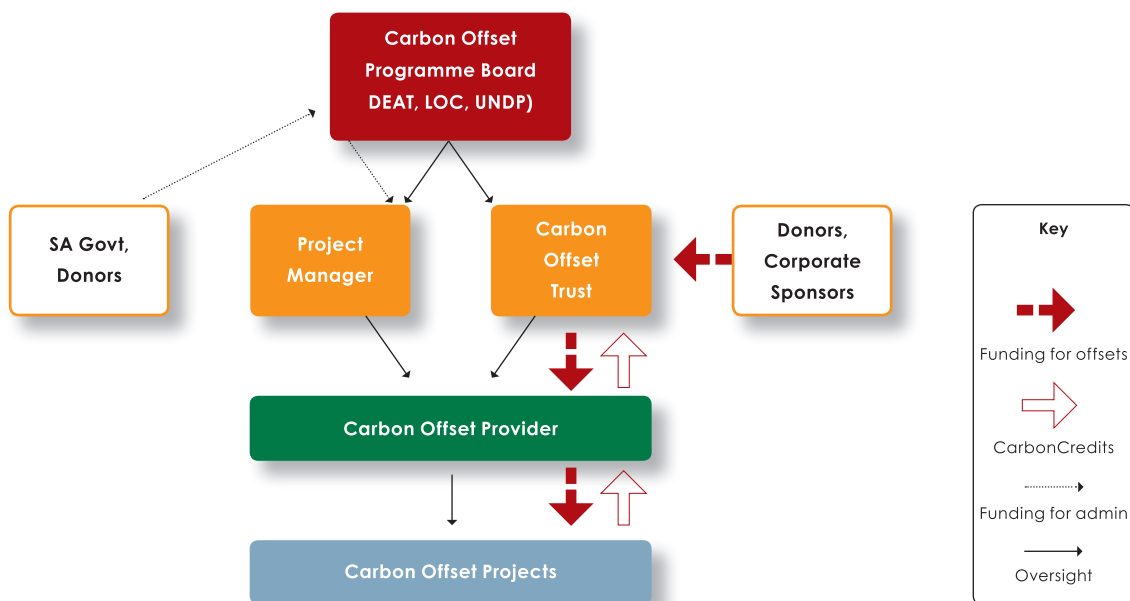 Carbon Offset
Programme Board
DEAT, LOC, UNDP)
SA Govt,
Donors
Project
Manager
Carbon
Offset
Trust
Donors,
Corporate
Sponsors
Carbon Offset Provider
Carbon Offset Projects
Key
Funding for offsets
CarbonCredits
Funding for admin
Oversight